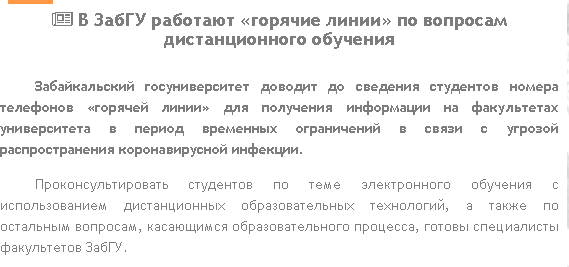 В ЗабГУ работают «горячие линии» по вопросам
дистанционного обучения
Забайкальский госуниверситет доводит до сведения студентов номера
телефонов «горячей линии» для получения информации на факультетах
университета в период временных ограничений в связи с угрозой
распространения коронавирусной инфекции.
Проконсультировать студентов по теме электронного обучения с
использованием дистанционных образовательных технологий, а также по
остальным вопросам, касающимся образовательного процесса, готовы специалисты
факультетов ЗабГУ.